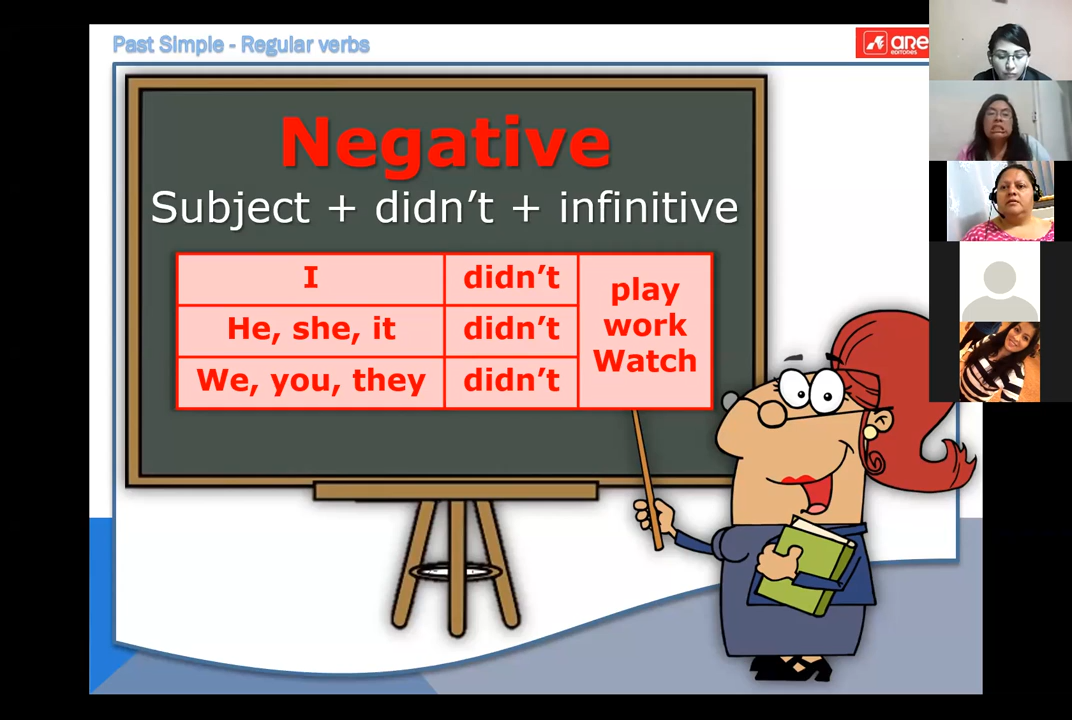 Past Simple - Regular verbs
are
EDITORES
Negative
Subject + didn’t + infinitive
I didn’t
He, she, it didn’t
We, you, they didn’t
play
work
Watch